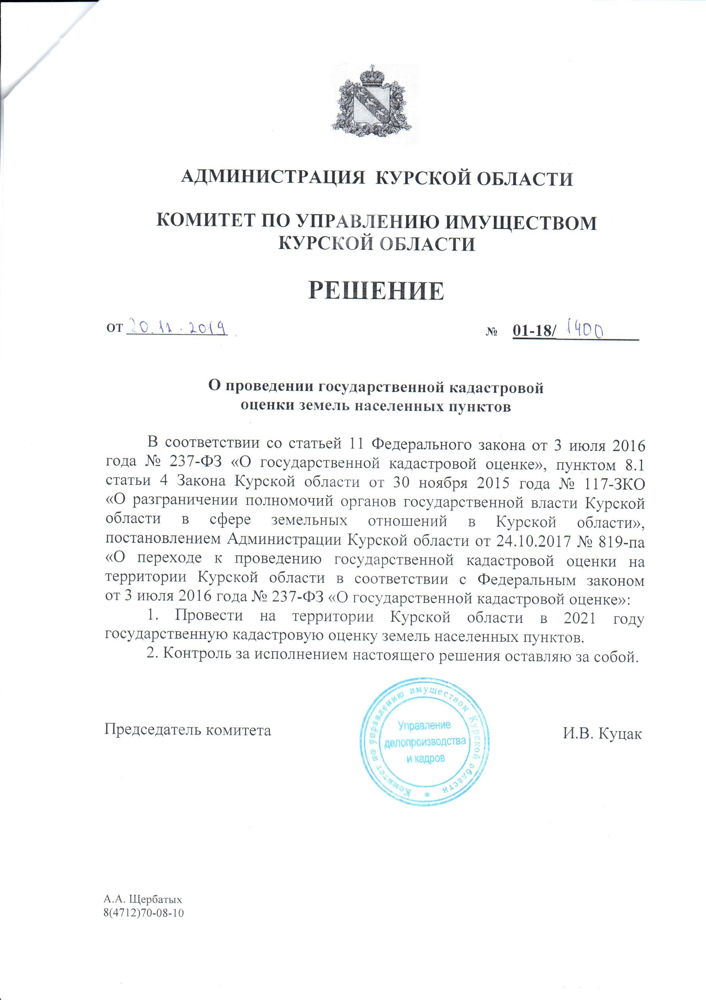 АДМИНИСТРАЦИЯ КУРСКОЙ ОБЛАСТИ
КОМИТЕТ ПО УПРАВЛЕНИЮ ИМУЩЕСТВОМ
КУРСКОЙ ОБЛАСТИ
РЕШЕНИЕ
от 20.12.2019 № 01-18/1400
О проведении государственной кадастровой
оценки земель населенных пунктов
В соответствии со статьей 11 Федерального закона от 3 июля 2016
года № 237-ФЗ «О государственной кадастровой оценке», пунктом 8.1
статьи 4 Закона Курской области от 30 ноября 2015 года № 117-ЗКО
«О разграничении полномочий органов государственной власти Курской
области в сфере земельных отношений в Курской области»,
постановлением Администрации Курской области от 24.10.2017 № 819-па
«О переходе к проведению государственной кадастровой оценки на
территории Курской области в соответствии с Федеральным законом
от 3 июля 2016 года № 237-ФЗ «О государственной кадастровой оценке»:
1. Провести на территории Курской области в 2021 году
государственную кадастровую оценку земель населенных пунктов.
2. Контроль за исполнением настоящего решения оставляю за собой.
Председатель комитета И.В. Куцак
Комитет по управлению имуществом Курской области *
Управление
делопроизводства
и кадров
А.А. Щербатых
8(4712)70-08-10